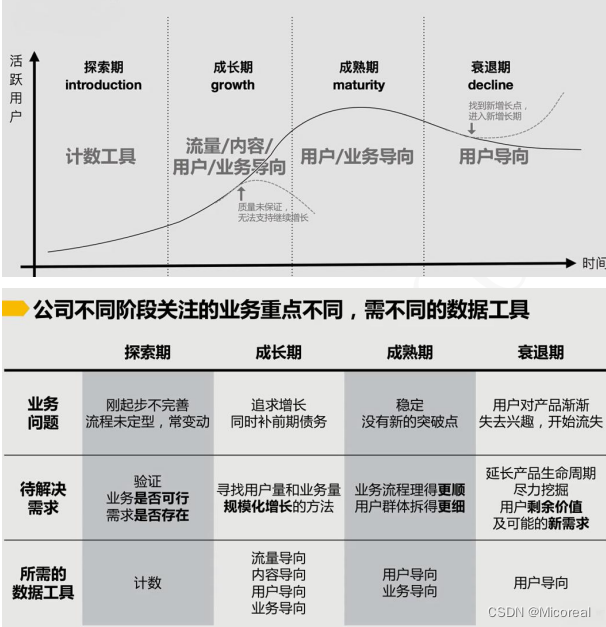 活跃用户
探索期
introduction
成长期
growth
成熟期
maturity
衰退期
decline
找到新增长点，
进入新增长期
计数工具
流量/内容/
用户/业务导向
用户/业务导向
用户导向
质量未保证，
无法支持继续增长
时间
公司不同阶段关注的业务重点不同，需不同的数据工具
探索期 成长期 成熟期 衰退期
业务
问题
刚起步不完善
流程未定型，常变动
追求增长
同时补前期债务
稳定
没有新的突破点
用户对产品渐渐
失去兴趣，开始流失
待解决
需求
验证
业务是否可行
需求是否存在
寻找用户量和业务量
规模化增长的方法
业务流程理得更顺
用户群体拆得更细
延长产品生命周期
尽力挖掘
用户剩余价值
及可能的新需求
所需的
数据工具
计数
流量导向
内容导向
用户导向
业务导向
用户导向
业务导向
用户导向
CSDN @Micoreal